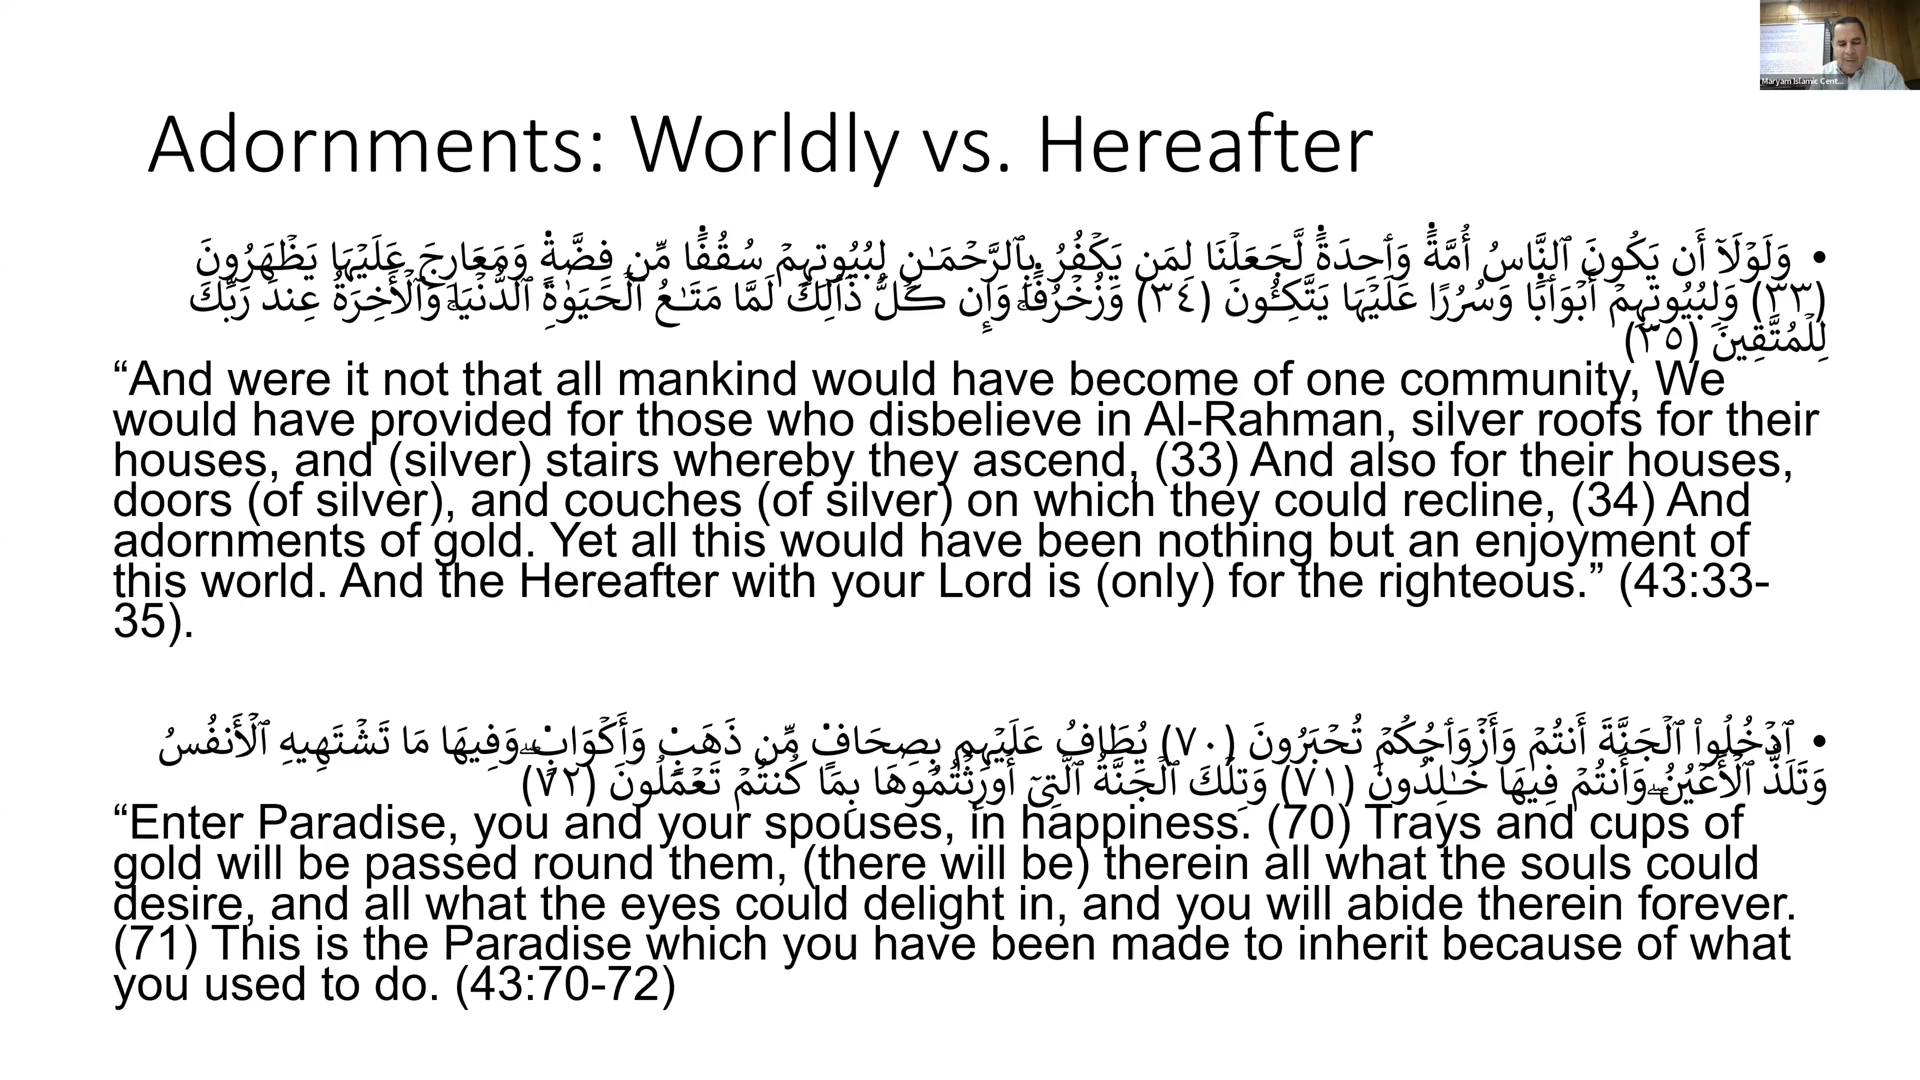 Adornments: Worldly vs. Hereafter
Maryam Islamic Cent...
• وَلَوْلَآ أَن يَكُونَ ٱلنَّاسُ أُمَّةًۭ وَٰحِدَةًۭ لَّجَعَلْنَا لِمَن يَكْفُرُ بِٱلرَّحْمَـٰنِ لِبُيُوتِهِمْ سُقُفًۭا مِّن فِضَّةٍۢ وَمَعَارِجَ عَلَيْهَا يَظْهَرُونَ
(٣٣) وَلِبُيُوتِهِمْ أَبْوَٰبًۭا وَسُرُرًا عَلَيْهَا يَتَّكِـُٔونَ (٣٤) وَزُخْرُفًۭا ۚ وَإِن كُلُّ ذَٰلِكَ لَمَّا مَتَـٰعُ ٱلْحَيَوٰةِ ٱلدُّنْيَا ۚ وَٱلْـَٔاخِرَةُ عِندَ رَبِّكَ
لِلْمُتَّقِينَ (٣٥)
“And were it not that all mankind would have become of one community, We
would have provided for those who disbelieve in Al-Rahman, silver roofs for their
houses, and (silver) stairs whereby they ascend, (33) And also for their houses,
doors (of silver), and couches (of silver) on which they could recline, (34) And
adornments of gold. Yet all this would have been nothing but an enjoyment of
this world. And the Hereafter with your Lord is (only) for the righteous.” (43:33-
35).
• ٱدْخُلُوا۟ ٱلْجَنَّةَ أَنتُمْ وَأَزْوَٰجُكُمْ تُحْبَرُونَ (٧٠) يُطَافُ عَلَيْهِم بِصِحَافٍۢ مِّن ذَهَبٍۢ وَأَكْوَابٍۢ ۖ وَفِيهَا مَا تَشْتَهِيهِ ٱلْأَنفُسُ
وَتَلَذُّ ٱلْأَعْيُنُ ۖ وَأَنتُمْ فِيهَا خَـٰلِدُونَ (٧١) وَتِلْكَ ٱلْجَنَّةُ ٱلَّتِىٓ أُورِثْتُمُوهَا بِمَا كُنتُمْ تَعْمَلُونَ (٧٢)
“Enter Paradise, you and your spouses, in happiness. (70) Trays and cups of
gold will be passed round them, (there will be) therein all what the souls could
desire, and all what the eyes could delight in, and you will abide therein forever.
(71) This is the Paradise which you have been made to inherit because of what
you used to do. (43:70-72)